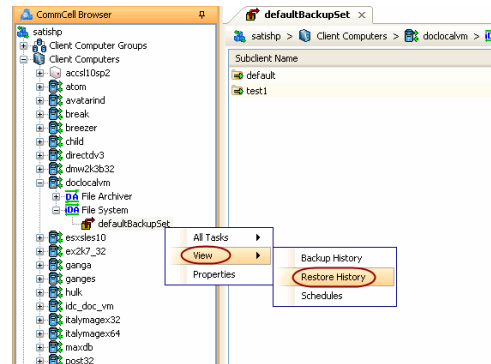 CommCell Browser
satishp
Client Computer Groups
Client Computers
accsl10sp2
atom
avatarind
break
breezer
child
directdv3
dmw2k3b32
doclocalvm
File Archiver
File System
defaultBackupSet
esxsles10
ex2k7_32
ganga
ganges
hulk
idc_doc_vm
italymagex32
italymagex64
maxdb
post32
defaultBackupSet ×
satishp > Client Computers > doclocalvm >
Subclient Name
default
test1
All Tasks
View
Properties
Backup History
Restore History
Schedules